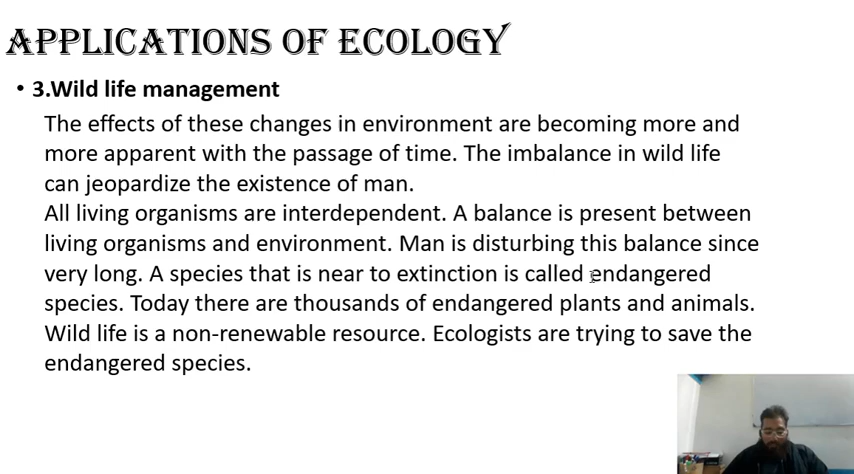 APPLICATIONS OF ECOLOGY
• 3.Wild life management
The effects of these changes in environment are becoming more and
more apparent with the passage of time. The imbalance in wild life
can jeopardize the existence of man.
All living organisms are interdependent. A balance is present between
living organisms and environment. Man is disturbing this balance since
very long. A species that is near to extinction is called endangered
species. Today there are thousands of endangered plants and animals.
Wild life is a non-renewable resource. Ecologists are trying to save the
endangered species.